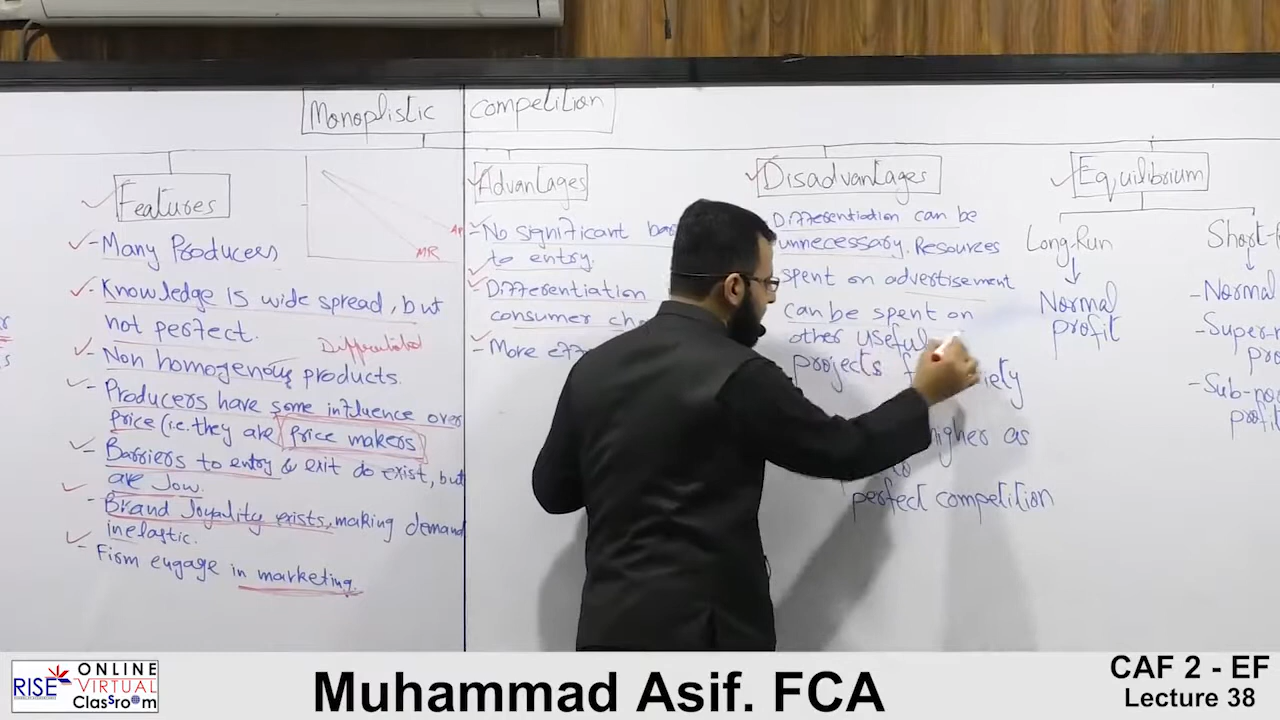 Monoplistic competition
Features
- Many Producers
- Knowledge is wide spread, but
not perfect.
Differentiated
- Non homogenous products.
- Producers have some influence over
Price (i.e. they are price makers
- Barriers to entry & exit do exist, but
are low.
- Brand loyality exists, making demand
inelastic.
- Firm engage in marketing.
MR
Advantages
- No significant
to entry.
- Differentiation
consumer
- More
Disadvantages
Differentiation can be
unnecessary. Resources
spent on advertisement
can be spent on
other useful
projects
higher as
perfect competition
Equilibrium
Long-Run
Normal
profit
Short-
- Normal
- Super-
- Sub-
RISE
ONLINE
VIRTUAL
ClassrOom
Muhammad Asif. FCA
CAF 2 - EF
Lecture 38